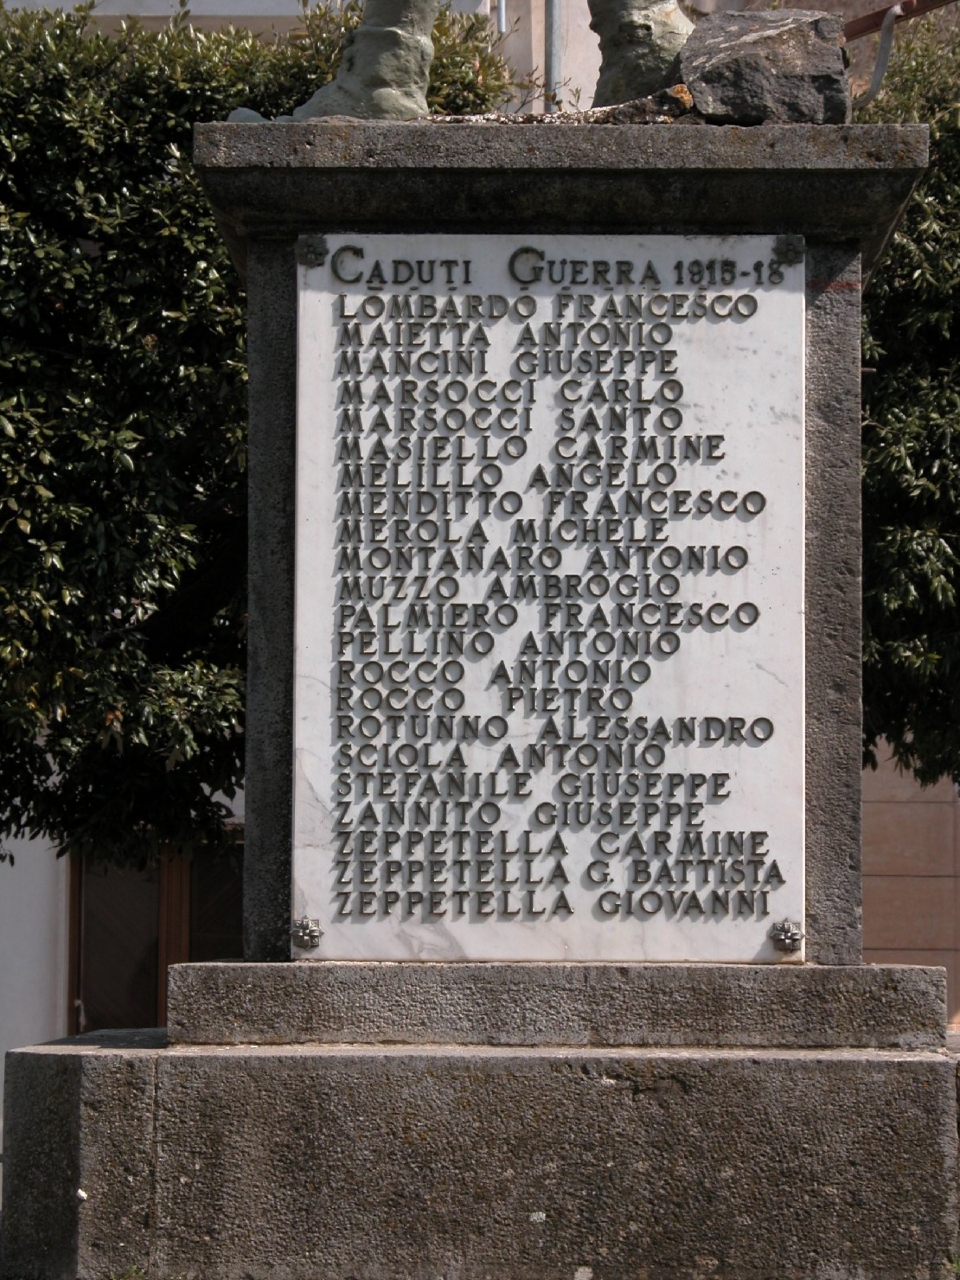 CADUTI GUERRA 1915-18
LOMBARDO FRANCESCO
MAIETTA ANTONIO
MANCINI GIUSEPPE
MARSOCCI CARLO
MARSOCCI SANTO
MASIELLO CARMINE
MELILLO ANGELO
MENDITTO FRANCESCO
MEROLA MICHELE
MONTANARO ANTONIO
MUZZO AMBROGIO
PALMIERO FRANCESCO
PELLINO ANTONIO
ROCCO ANTONIO
ROCCO PIETRO
ROTUNNO ALESSANDRO
SCIOLA ANTONIO
STEFANILE GIUSEPPE
ZANNITO GIUSEPPE
ZEPPETELLA CARMINE
ZEPPETELLA G. BATTISTA
ZEPPETELLA GIOVANNI